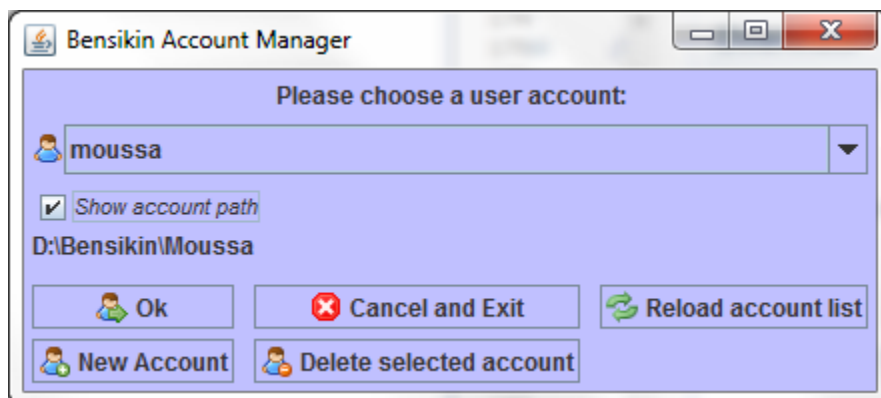 Bensikin Account Manager
Please choose a user account:
moussa
Show account path
D:\Bensikin\Moussa
Ok Cancel and Exit Reload account list
New Account Delete selected account